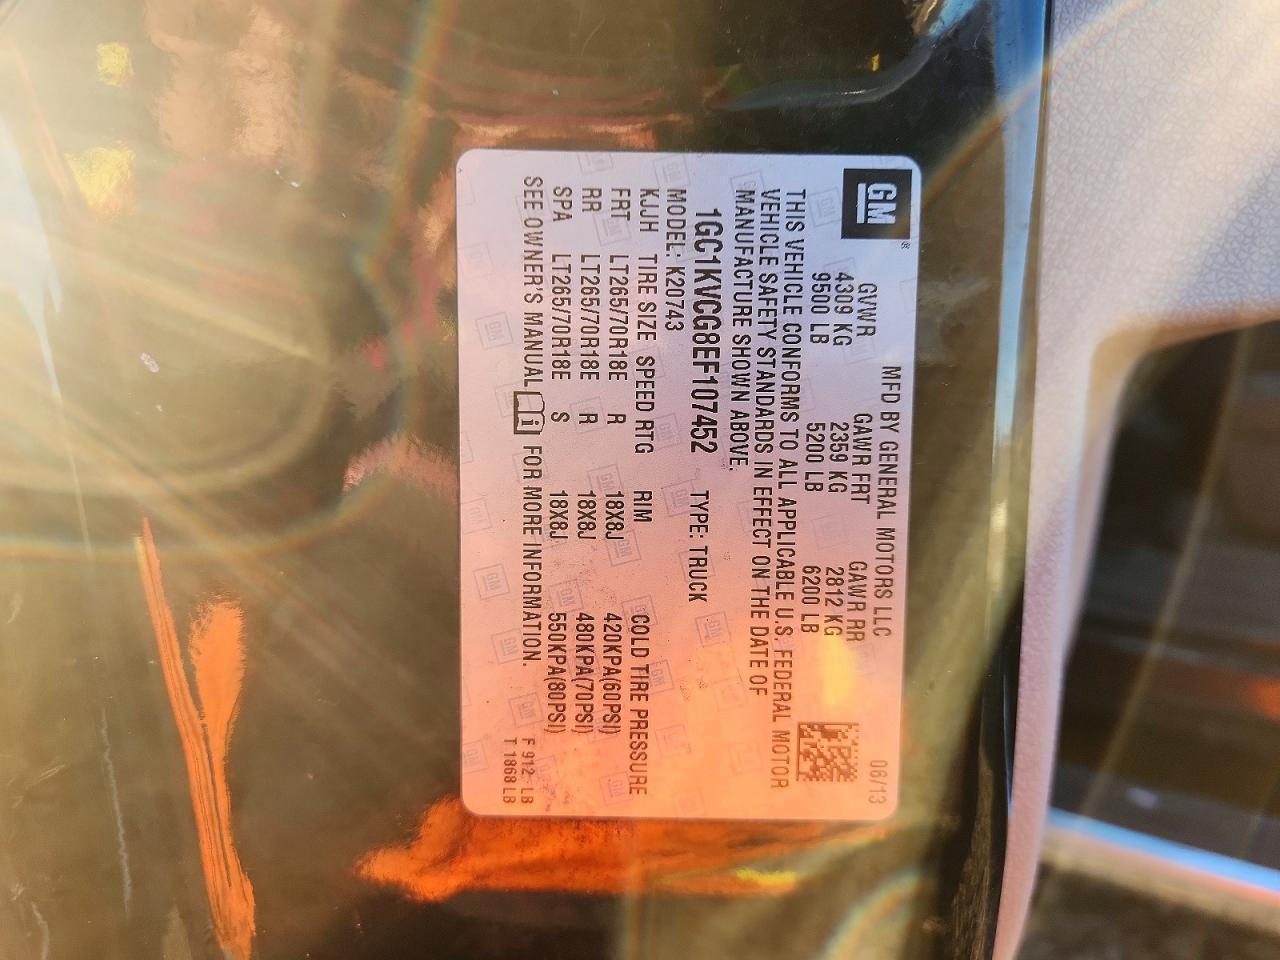 GM®
MFD BY GENERAL MOTORS LLC 06/13
GVWR GAWR FRT GAWR RR
4309 KG 2359 KG 2812 KG
9500 LB 5200 LB 6200 LB
THIS VEHICLE CONFORMS TO ALL APPLICABLE U.S. FEDERAL MOTOR
VEHICLE SAFETY STANDARDS IN EFFECT ON THE DATE OF
MANUFACTURE SHOWN ABOVE.
1GC1KVCG8EF107452 TYPE: TRUCK
MODEL: K20743
KJJH TIRE SIZE SPEED RTG RIM COLD TIRE PRESSURE
FRT LT265/70R18E R 18X8J 420KPA(60PSI)
RR LT265/70R18E R 18X8J 480KPA(70PSI)
SPA LT265/70R18E S 18X8J 550KPA(80PSI)
SEE OWNER'S MANUAL i FOR MORE INFORMATION. F 912 LB
T 1868 LB